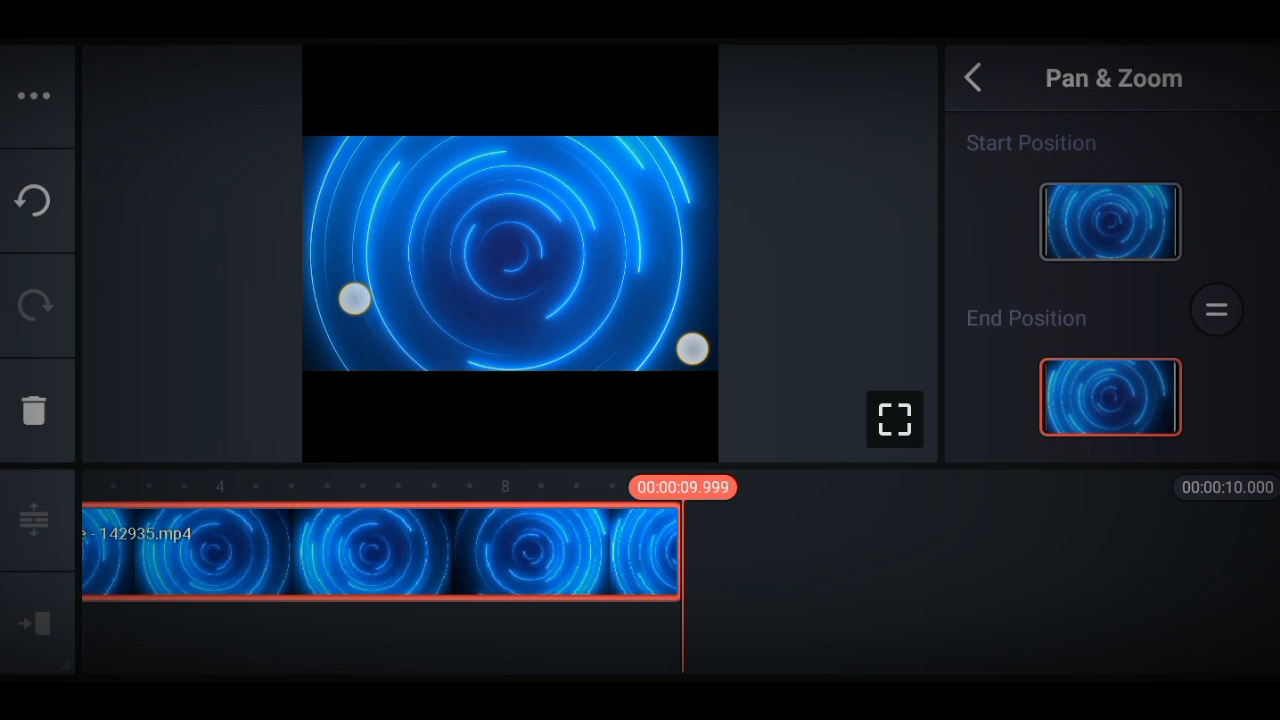 Pan & Zoom
Start Position
End Position
4
8
00:00:09.999
00:00:10.000
e - 142935.mp4